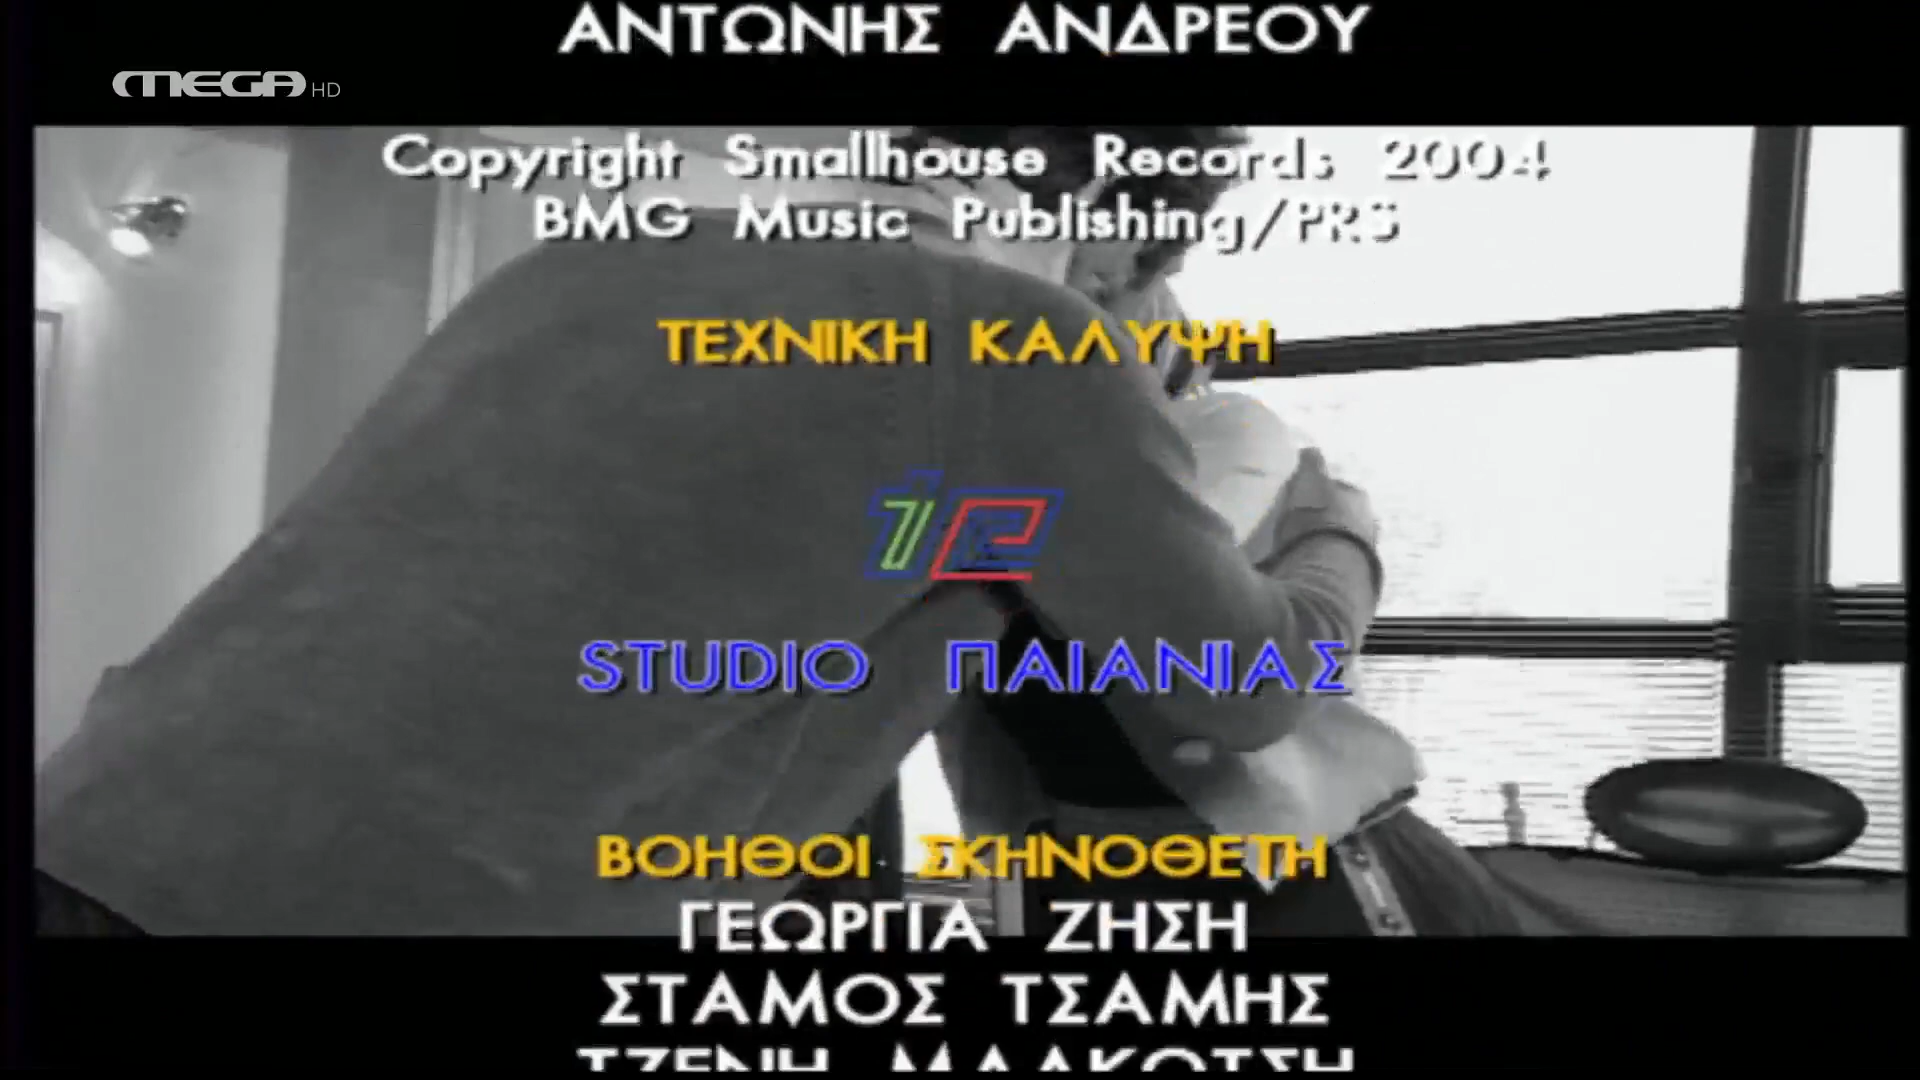 ΑΝΤΩΝΗΣ ΑΝΔΡΕΟΥ
MEGA HD
Copyright Smallhouse Records 2004
BMG Music Publishing/PRS
ΤΕΧΝΙΚΗ ΚΑΛΥΨΗ
STUDIO ΠΑΙΑΝΙΑΣ
ΒΟΗΘΟΙ ΣΚΗΝΟΘΕΤΗ
ΓΕΩΡΓΙΑ ΖΗΣΗ
ΣΤΑΜΟΣ ΤΣΑΜΗΣ
ΤΖΕΝΗ